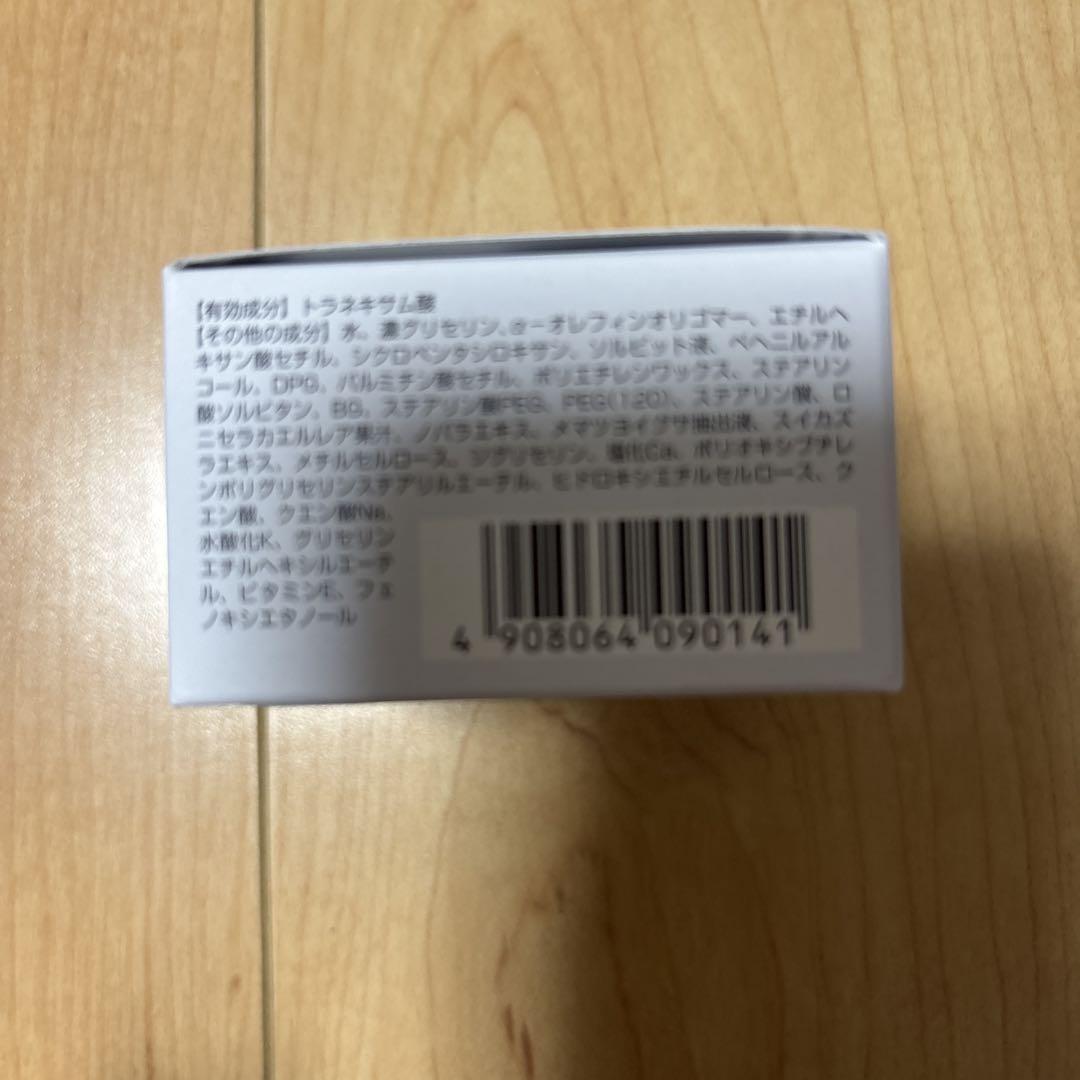 【有効成分】トラネキサム酸
【その他の成分】水、濃グリセリン、α－オレフィンオリゴマー、エチルヘ
キサン酸セチル、シクロペンタシロキサン、ソルビット液、ベヘニルアル
コール、DPG、パルミチン酸セチル、ポリエチレンワックス、ステアリン
酸ソルビタン、BG、ステアリン酸PEG、PEG(120)、ステアリン酸、ロ
ニセラカエルレア果汁、ノバラエキス、メマツヨイグサ抽出液、スイカズ
ラエキス、メチルセルロース、ジグリセリン、塩化Ca、ポリオキシブチレ
ンポリグリセリンステアリルエーテル、ヒドロキシエチルセルロース、ク
エン酸、クエン酸Na、
水酸化K、グリセリン
エチルヘキシルエーテ
ル、ビタミンE、フェ
ノキシエタノール
4 908064 090141